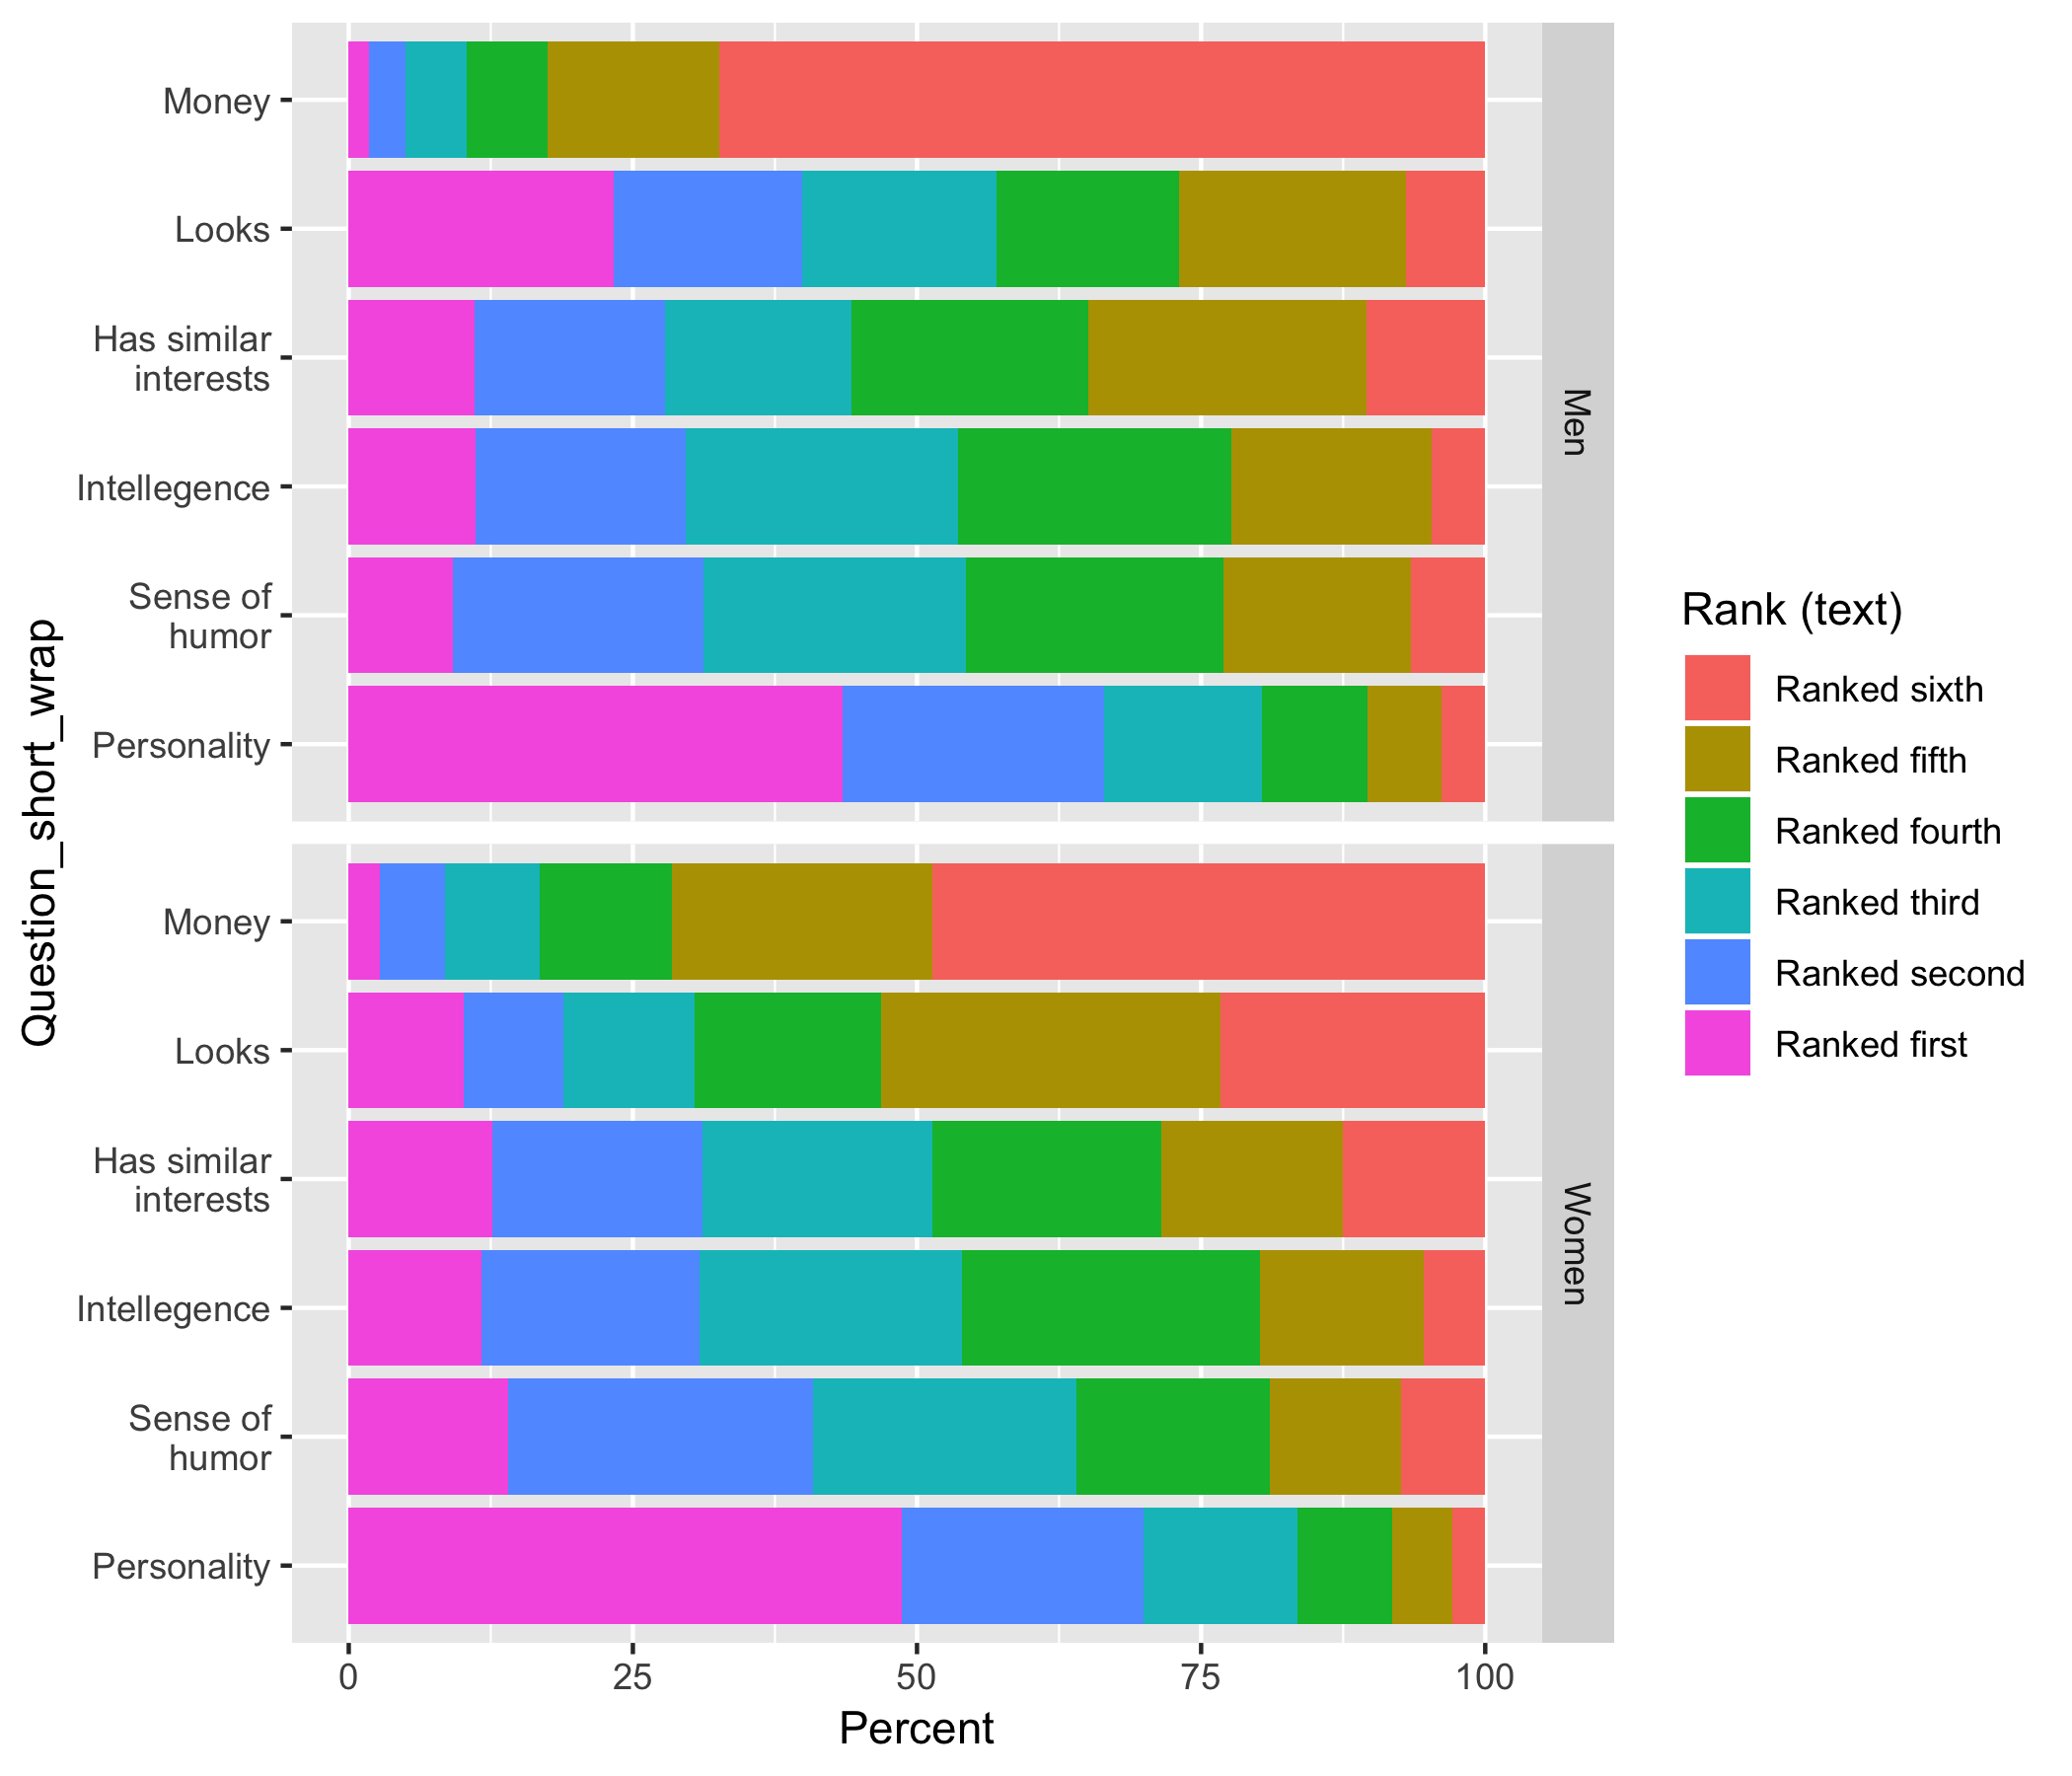 Question_short_wrap
Money
Looks
Has similar
interests
Intellegence
Sense of
humor
Personality
Men
Money
Looks
Has similar
interests
Intellegence
Sense of
humor
Personality
Women
0 25 50 75 100
Percent
Rank (text)
Ranked sixth
Ranked fifth
Ranked fourth
Ranked third
Ranked second
Ranked first